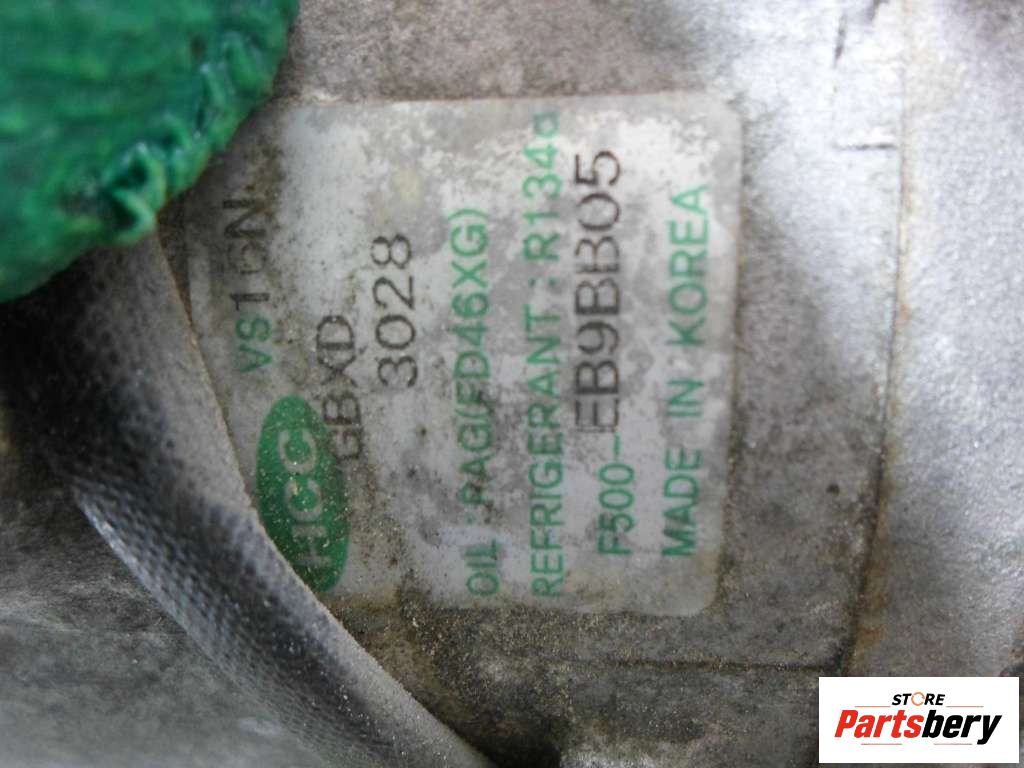 HCC
VS16N
GBXD
3028
OIL : PAG(FD46XG)
REFRIGERANT : R134a
F500-EB9BB05
MADE IN KOREA
STORE
Partsbery